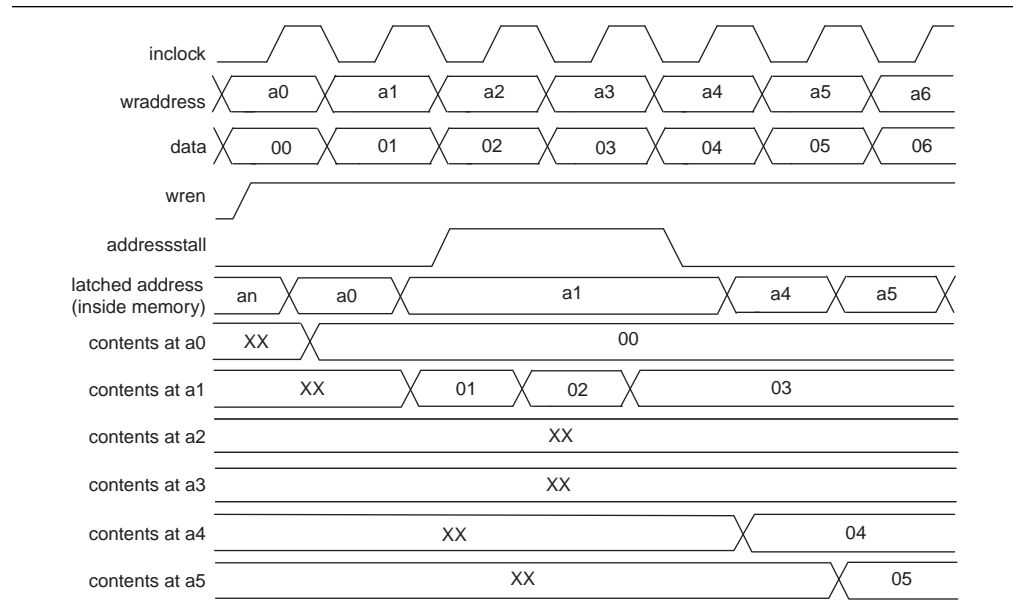 inclock
wraddress a0 a1 a2 a3 a4 a5 a6
data 00 01 02 03 04 05 06
wren
addressstall
latched address
(inside memory) an a0 a1 a4 a5
contents at a0 XX 00
contents at a1 XX 01 02 03
contents at a2 XX
contents at a3 XX
contents at a4 XX 04
contents at a5 XX 05